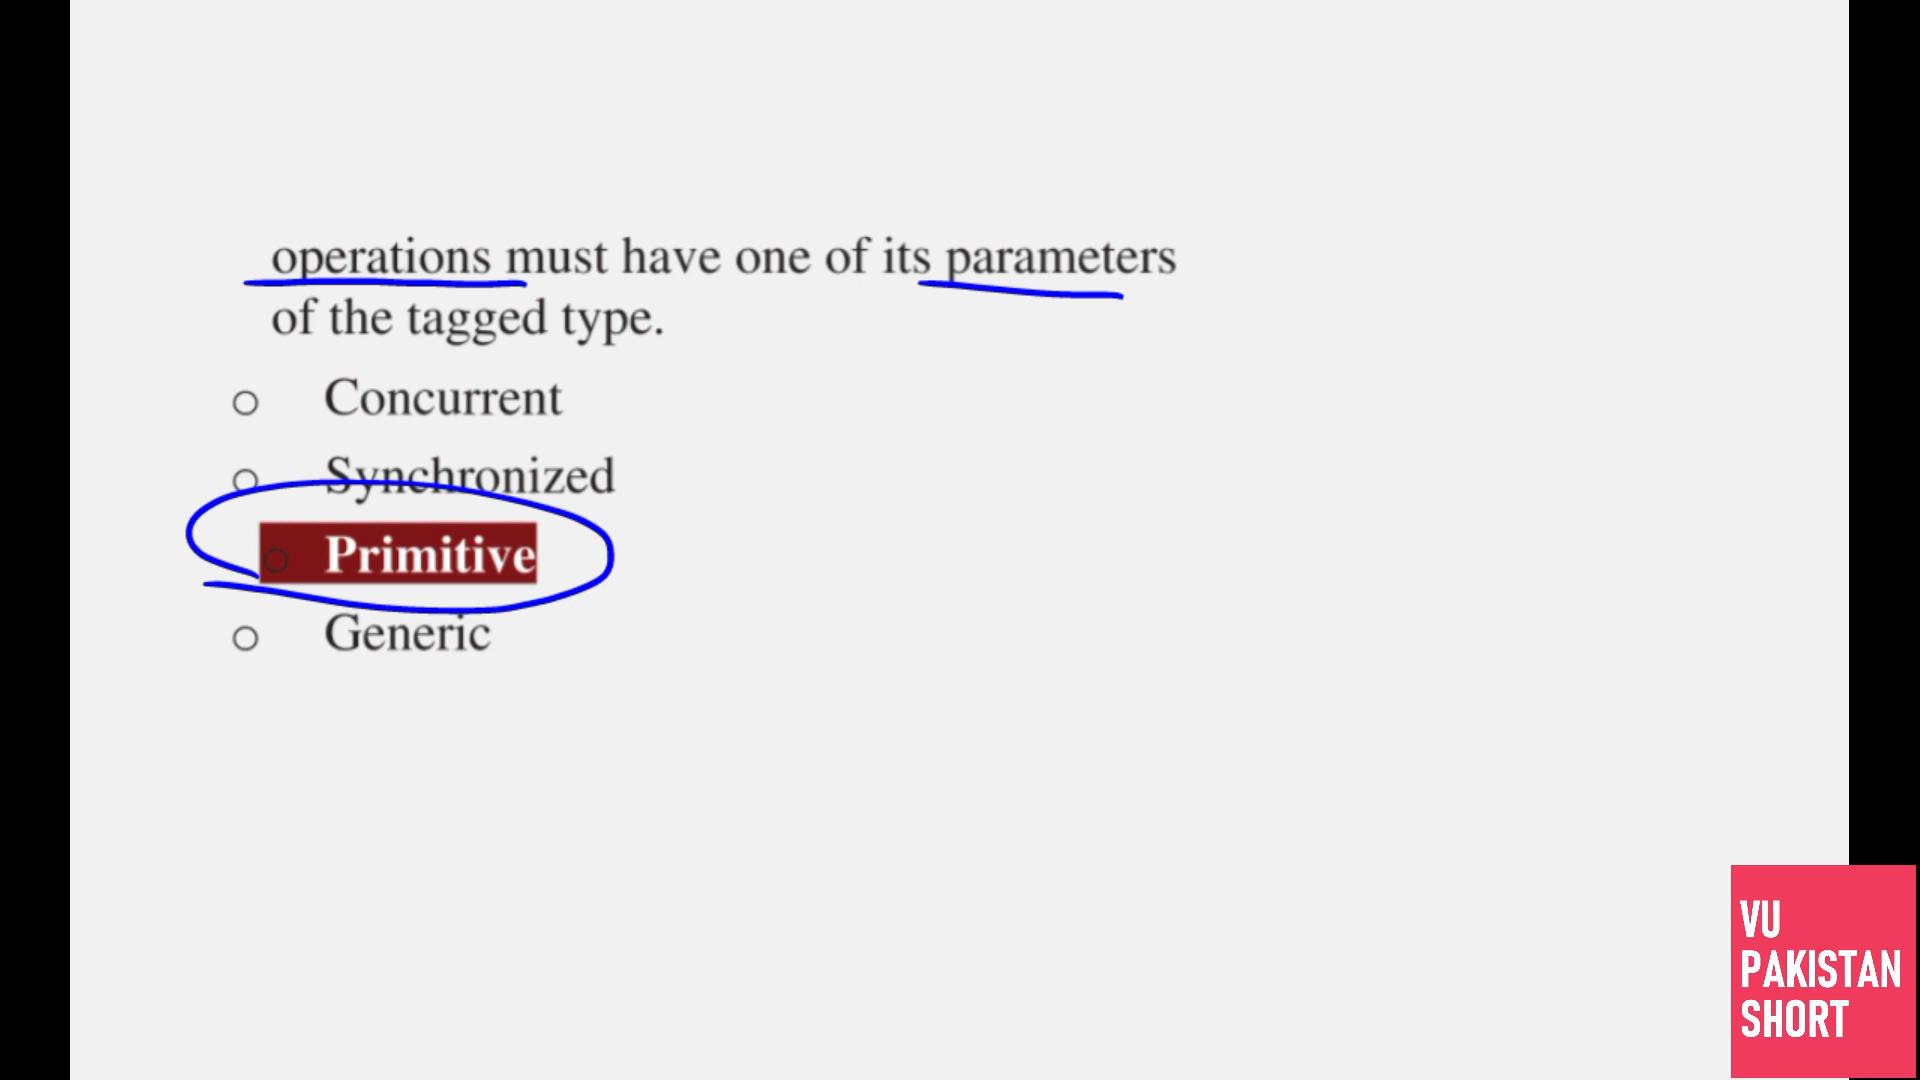 operations must have one of its parameters
of the tagged type.
Concurrent
Synchronized
Primitive
Generic
VU
PAKISTAN
SHORT